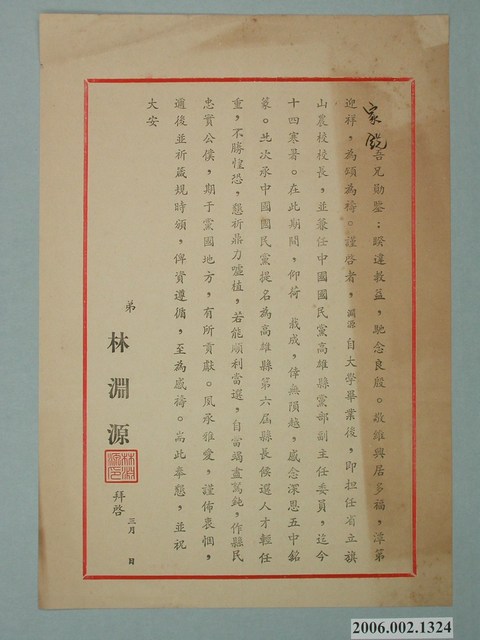 家銳吾兄勛鑒:睽違教益,馳念良殷。敬維興居多福,潭第
迎祥,為頌為禱。謹啓者,淵源自大學畢業後,即担任省立旗
山農校校長,並兼任中國國民黨高雄縣黨部副主任委員,迄今
十四寒暑。在此期間,仰荷 裁成,倖無隕越,感念深恩五中銘
篆。此次承中國國民黨提名為高雄縣第六屆縣長候選人才輕任
重,不勝惶恐,懇祈鼎力噓植,若能順利當選,自當竭盡駑鈍,作縣民
忠實公僕,期于黨國地方,有所貢獻。夙承雅愛,謹佈衷悃,
邇後並祈箴規時頒,俾資遵循,至為感禱。耑此奉懇,並祝
大安
弟 林淵源 拜啓 三月 日
2006.002.1324